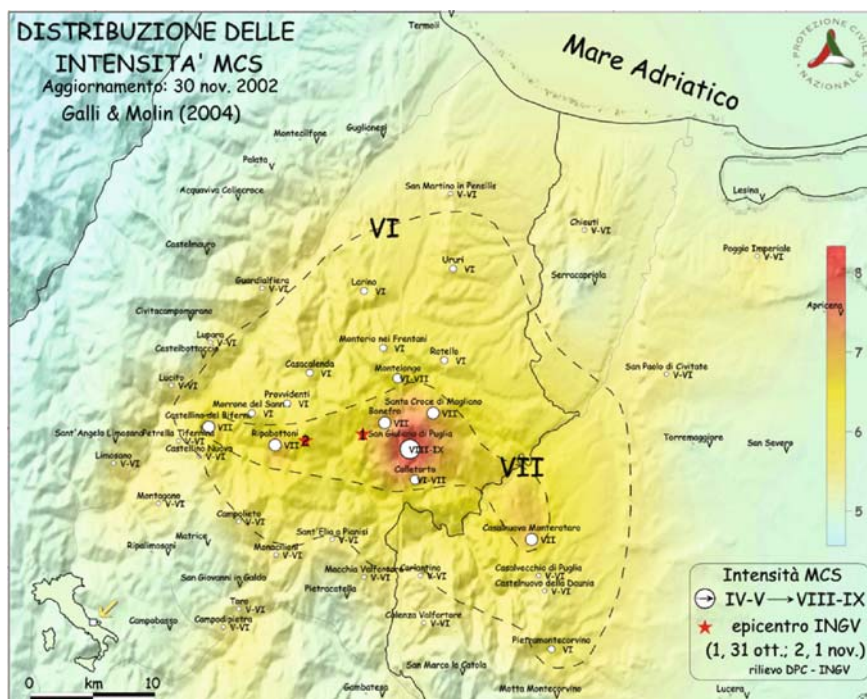 DISTRIBUZIONE DELLE
INTENSITA' MCS
Aggiornamento: 30 nov. 2002
Galli & Molin (2004)
Termoli
V
Mare Adriatico
PROTEZIONE CIVILE
NAZIONALE
Guglionesi
V
Montecilfone
V
Palata
V
Acquaviva Collecroce
V
San Martino in Pensilis
V-VI
Lesina
V
Chieuti
V-VI
VI
Castelmauro
V
Ururi
VI
Poggio Imperiale
V-VI
Serracapriola
V
Guardialfiera
V-VI
Larino
VI
8
Apricena
V
Civitacampomarano
V
Lupara
V-VI
Castelbottaccio
V
Montorio nei Frentani
VI
Rotello
VI
7
Casacalenda
VI
San Paolo di Civitate
V-VI
Lucito
V-VI
Montelongo
VI-VII
Provvidenti
VI
Morrone del Sannio
VI
Santa Croce di Magliano
VII
Castellino del Biferno
VII
Bonefro
VII
Sant'Angelo Limosano
V-VI
Petrella Tifernina
V-VI
Ripabottoni
VII
2
1
San Giuliano di Puglia
VIII-IX
Torremaggiore
V
San Severo
V
6
Limosano
V-VI
Castellino Nuovo
V-VI
Colletorto
VI-VII
VII
Montagano
V-VI
Campolieto
V-VI
5
Casalnuovo Monterotaro
VII
Matrice
V
Sant'Elia a Pianisi
V-VI
Ripalimosani
V
Monacilioni
V-VI
Macchia Valfortore
V-VI
Carlantino
V-VI
Casalvecchio di Puglia
V-VI
Castelnuovo della Daunia
V-VI
San Giovanni in Galdo
V
Pietracatella
V
Toro
V-VI
Campobasso
V
Campodipietra
V-VI
Celenza Valfortore
V-VI
Pietramontecorvino
VI
San Marco la Catola
V
Gambatesa
V
Motta Montecorvino
V
Lucera
V
Intensità MCS
IV-V VIII-IX
epicentro INGV
(1, 31 ott.; 2, 1 nov.)
rilievo DPC - INGV
0 km 10